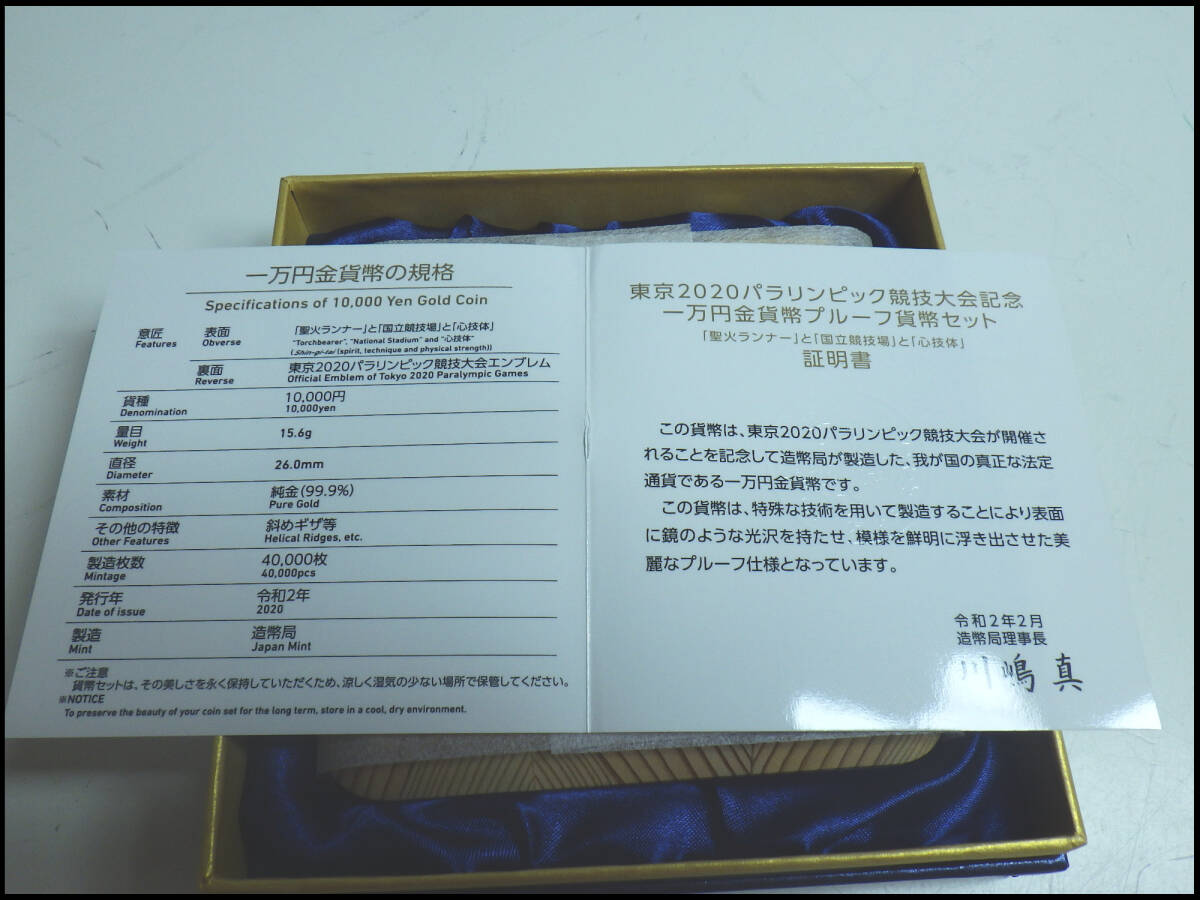 一万円金貨幣の規格
Specifications of 10,000 Yen Gold Coin
意匠 表面 「聖火ランナー」と「国立競技場」と「心技体」
Features Obverse "Torchbearer", "National Stadium" and "心技体"
(Shin-gi-tai (spirit, technique and physical strength))
裏面 東京2020パラリンピック競技大会エンブレム
Reverse Official Emblem of Tokyo 2020 Paralympic Games
貨種 10,000円
Denomination 10,000yen
量目 15.6g
Weight
直径 26.0mm
Diameter
素材 純金(99.9%)
Composition Pure Gold
その他の特徴 斜めギザ等
Other Features Helical Ridges, etc.
製造枚数 40,000枚
Mintage 40,000pcs
発行年 令和2年
Date of issue 2020
製造 造幣局
Mint Japan Mint
※ご注意
貨幣セットは、その美しさを永く保持していただくため、涼しく湿気の少ない場所で保管してください。
※NOTICE
To preserve the beauty of your coin set for the long term, store in a cool, dry environment.
東京2020パラリンピック競技大会記念
一万円金貨幣プルーフ貨幣セット
「聖火ランナー」と「国立競技場」と「心技体」
証明書
この貨幣は、東京2020パラリンピック競技大会が開催さ
れることを記念して造幣局が製造した、我が国の真正な法定
通貨である一万円金貨幣です。
この貨幣は、特殊な技術を用いて製造することにより表面
に鏡のような光沢を持たせ、模様を鮮明に浮き出させた美
麗なプルーフ仕様となっています。
令和2年2月
造幣局理事長
川嶋 真